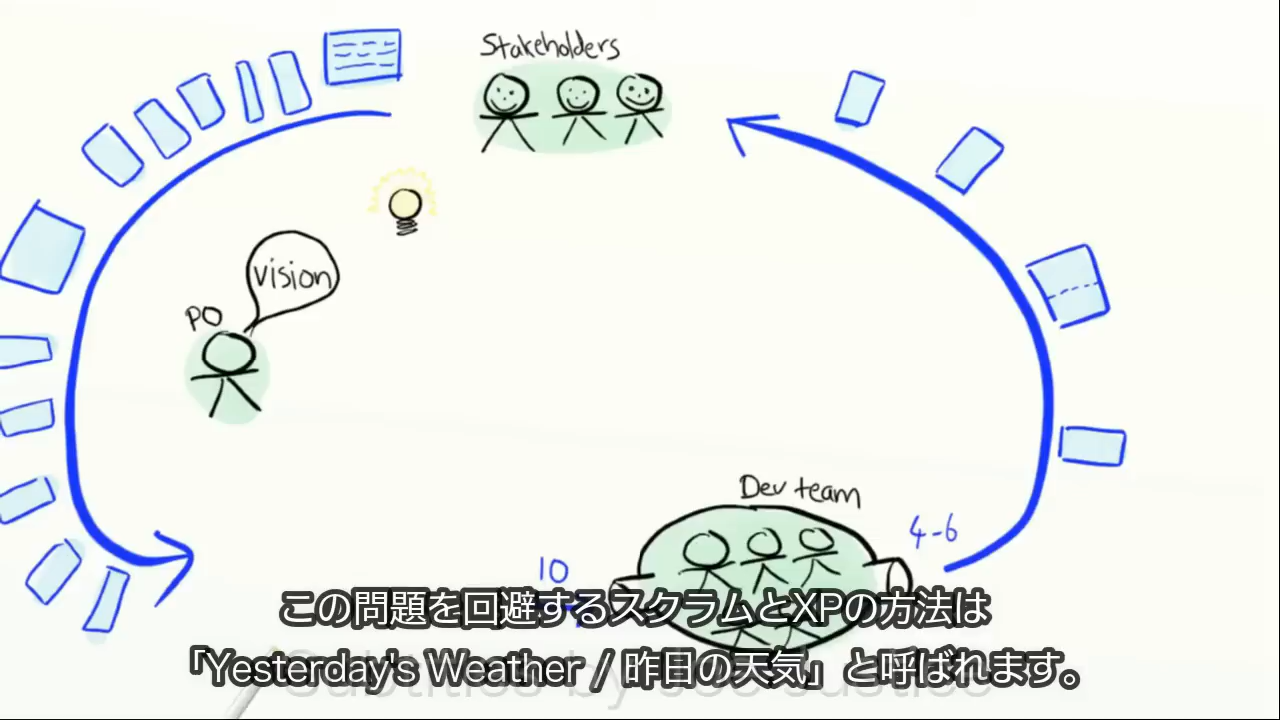 Stakeholders
vision
PO
Dev team
4-6
10
この問題を回避するスクラムとXPの方法は
「Yesterday's Weather / 昨日の天気」と呼ばれます。